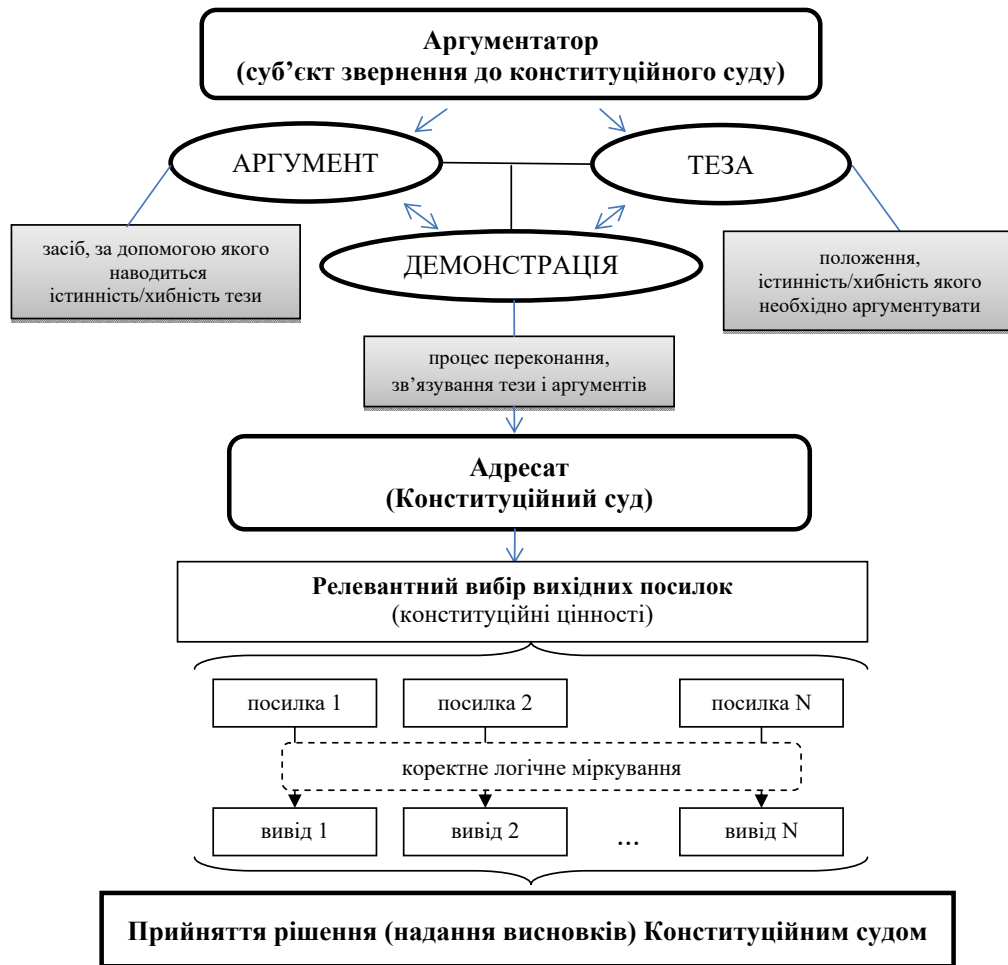 Аргументатор
(суб’єкт звернення до конституційного суду)
АРГУМЕНТ
ТЕЗА
засіб, за допомогою якого
наводиться
істинність/хибність тези
ДЕМОНСТРАЦІЯ
положення,
істинність/хибність якого
необхідно аргументувати
процес переконання,
зв’язування тези і аргументів
Адресат
(Конституційний суд)
Релевантний вибір вихідних посилок
(конституційні цінності)
посилка 1
посилка 2
посилка N
коректне логічне міркування
вивід 1
вивід 2
...
вивід N
Прийняття рішення (надання висновків) Конституційним судом